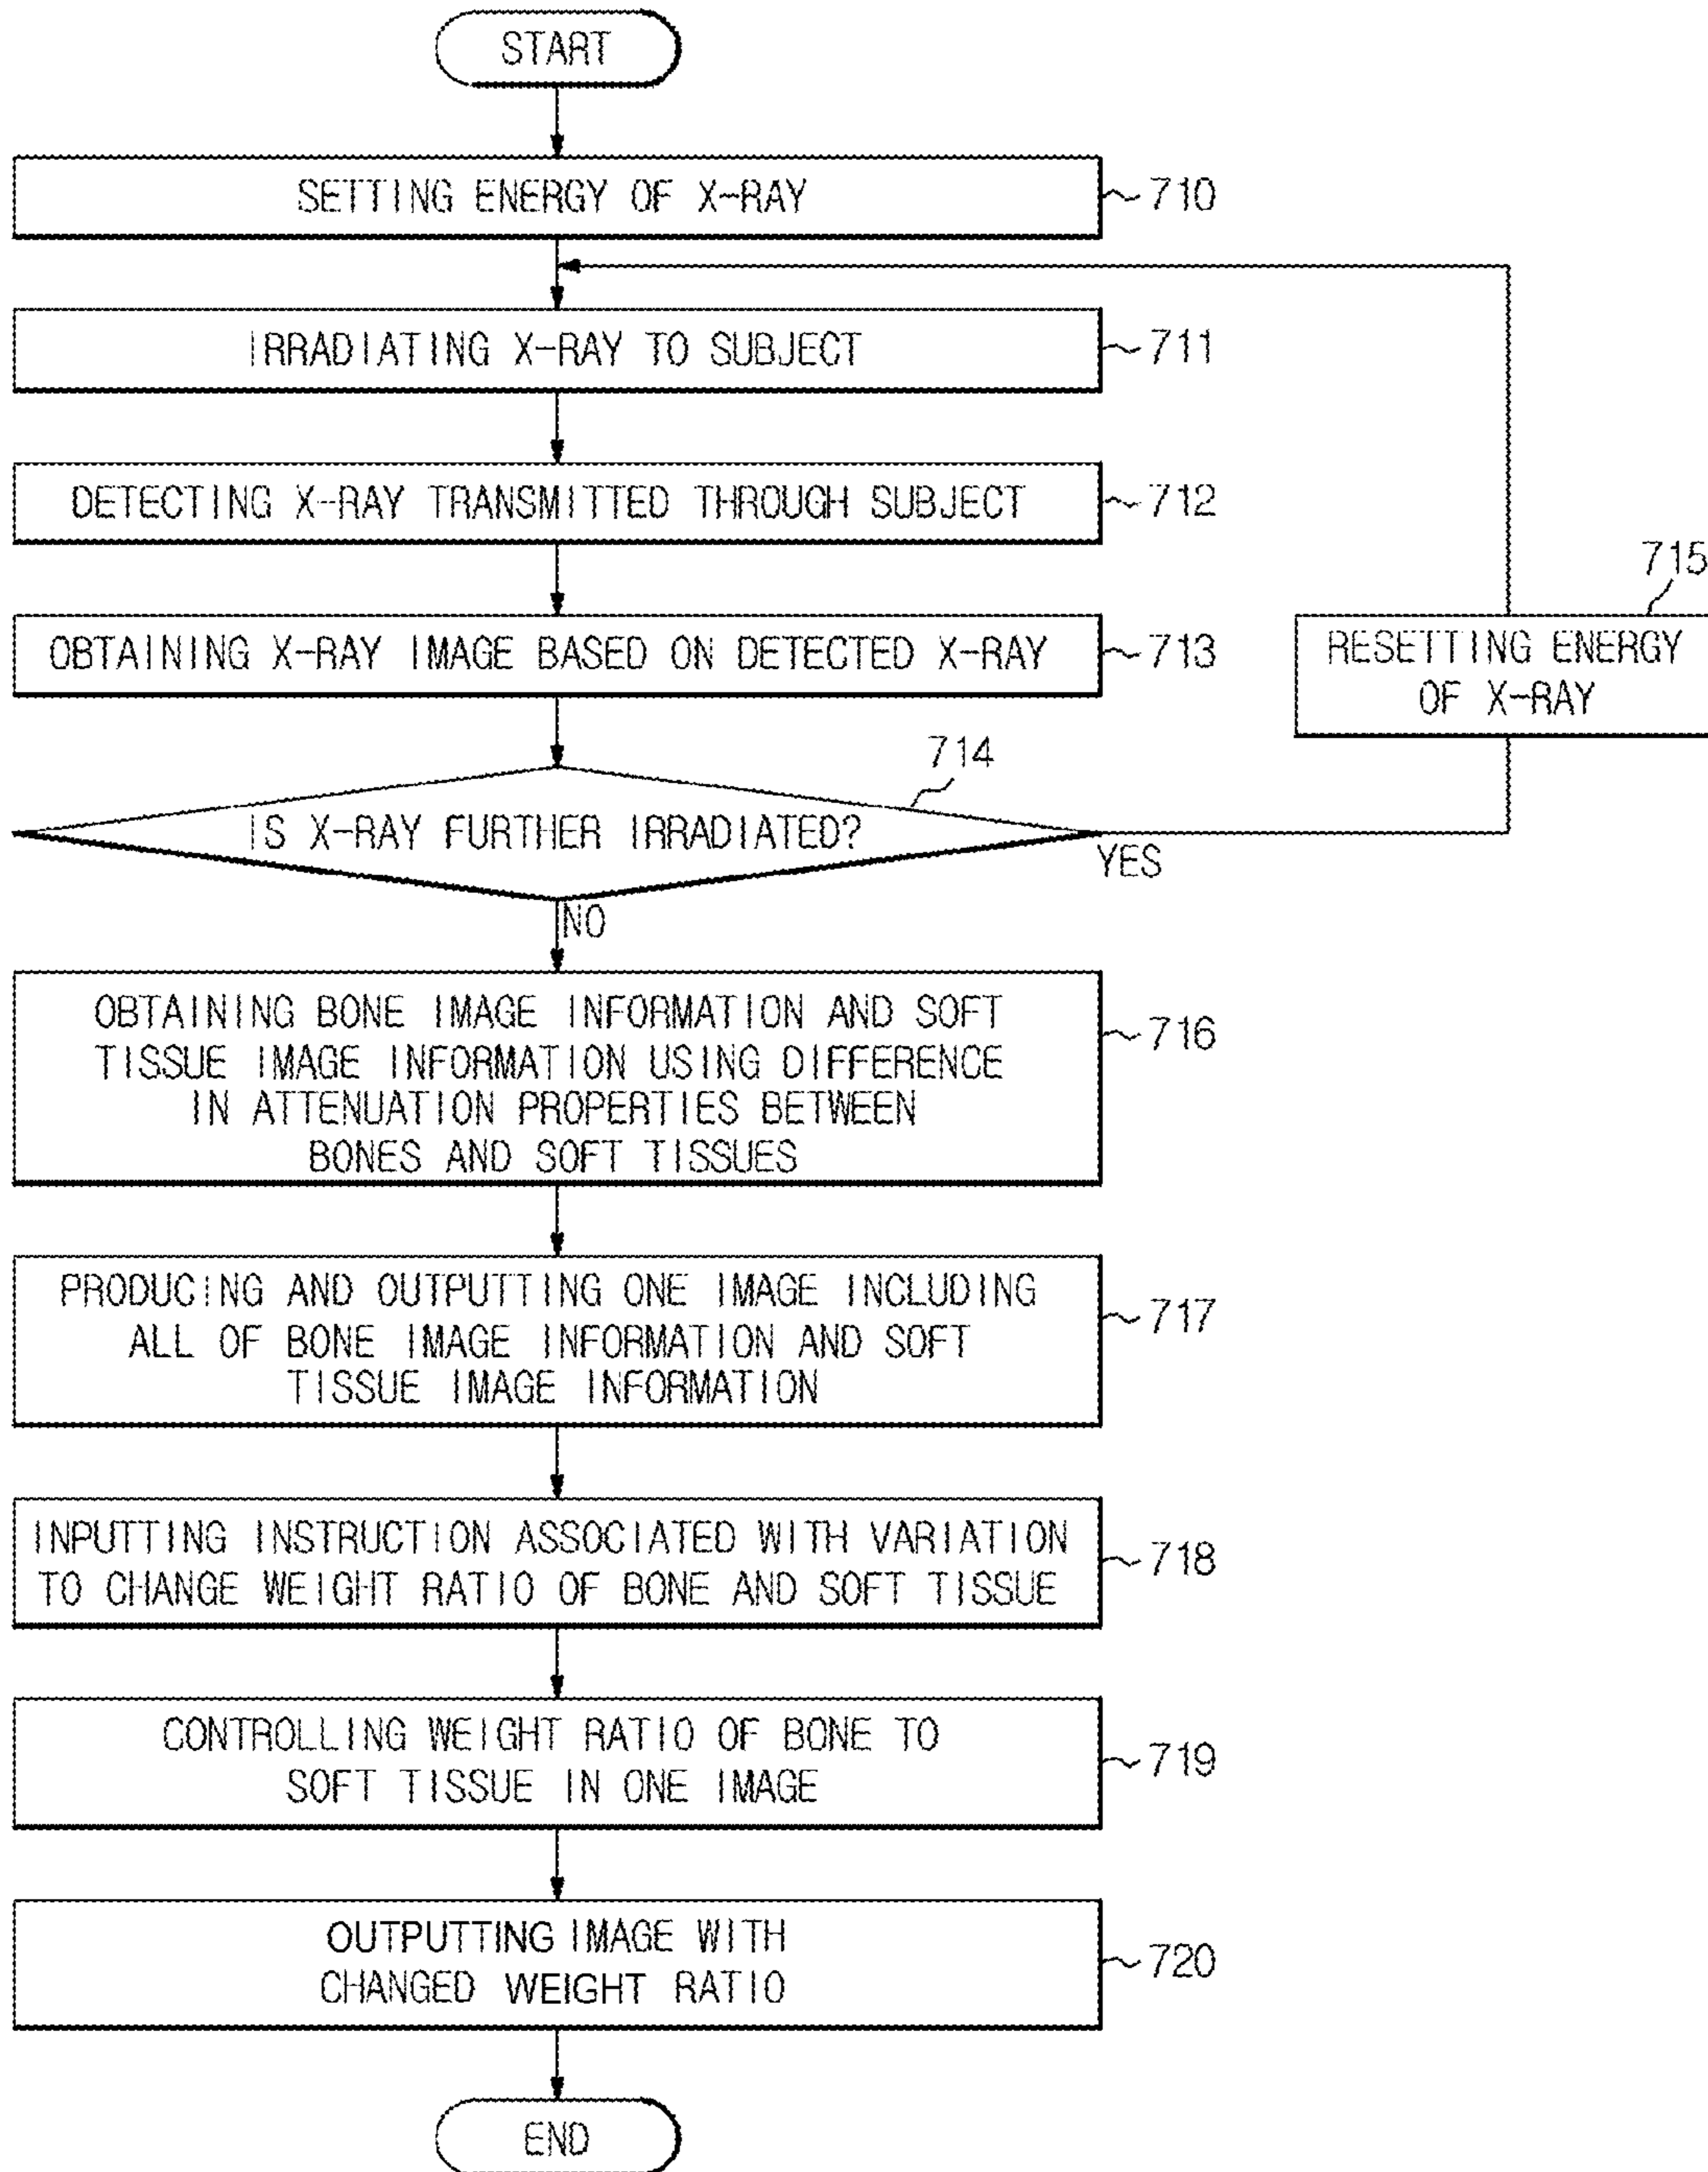 START
SETTING ENERGY OF X-RAY
710
IRRADIATING X-RAY TO SUBJECT
711
DETECTING X-RAY TRANSMITTED THROUGH SUBJECT
712
OBTAINING X-RAY IMAGE BASED ON DETECTED X-RAY
713
715
RESETTING ENERGY
OF X-RAY
714
IS X-RAY FURTHER IRRADIATED?
YES
NO
OBTAINING BONE IMAGE INFORMATION AND SOFT
TISSUE IMAGE INFORMATION USING DIFFERENCE
IN ATTENUATION PROPERTIES BETWEEN
BONES AND SOFT TISSUES
716
PRODUCING AND OUTPUTTING ONE IMAGE INCLUDING
ALL OF BONE IMAGE INFORMATION AND SOFT
TISSUE IMAGE INFORMATION
717
INPUTTING INSTRUCTION ASSOCIATED WITH VARIATION
TO CHANGE WEIGHT RATIO OF BONE AND SOFT TISSUE
718
CONTROLLING WEIGHT RATIO OF BONE TO
SOFT TISSUE IN ONE IMAGE
719
OUTPUTTING IMAGE WITH
CHANGED WEIGHT RATIO
720
END